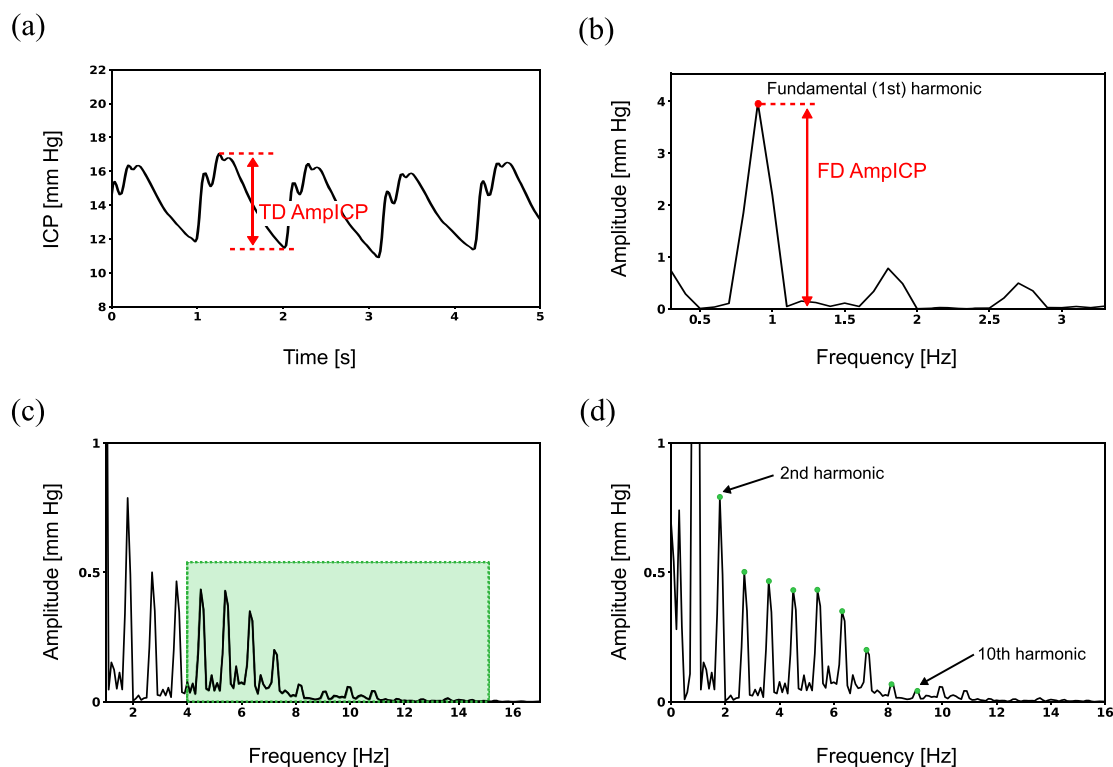 (a)
22
20
18
16
14
12
10
8
ICP [mm Hg]
TD AmpICP
0 1 2 3 4 5
Time [s]
(b)
Fundamental (1st) harmonic
FD AmpICP
4
3
2
1
0
Amplitude [mm Hg]
0.5 1 1.5 2 2.5 3
Frequency [Hz]
(c)
1
0.5
0
Amplitude [mm Hg]
2 4 6 8 10 12 14 16
Frequency [Hz]
(d)
2nd harmonic
10th harmonic
1
0.5
0
Amplitude [mm Hg]
0 2 4 6 8 10 12 14 16
Frequency [Hz]